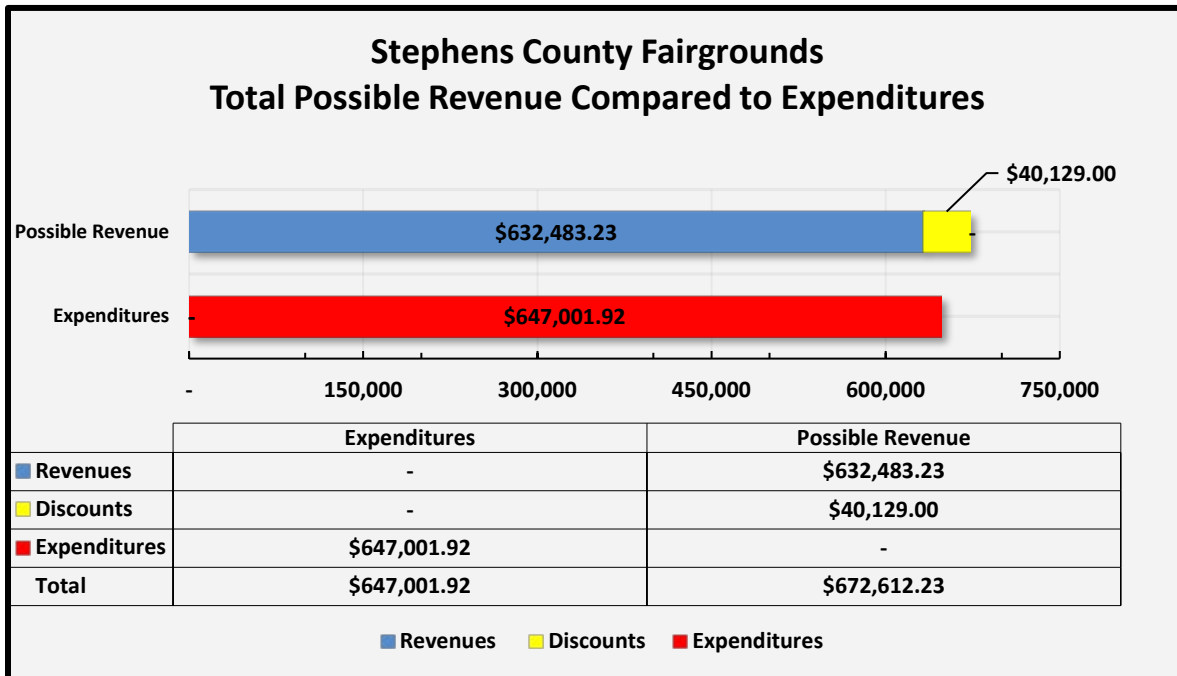 Stephens County Fairgrounds
Total Possible Revenue Compared to Expenditures
$40,129.00
Possible Revenue
$632,483.23
-
Expenditures
-
$647,001.92
- 150,000 300,000 450,000 600,000 750,000
Expenditures Possible Revenue
Revenues - $632,483.23
Discounts - $40,129.00
Expenditures $647,001.92 -
Total $647,001.92 $672,612.23
Revenues Discounts Expenditures